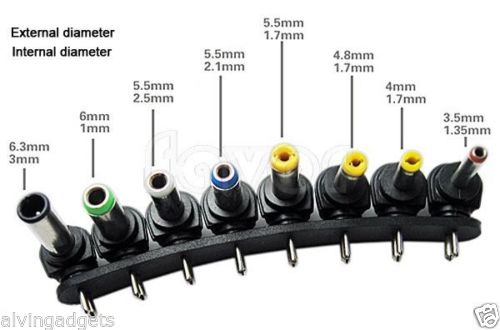 External diameter
Internal diameter
6.3mm
3mm
6mm
1mm
5.5mm
2.5mm
5.5mm
2.1mm
5.5mm
1.7mm
4.8mm
1.7mm
4mm
1.7mm
3.5mm
1.35mm
alvingadgets